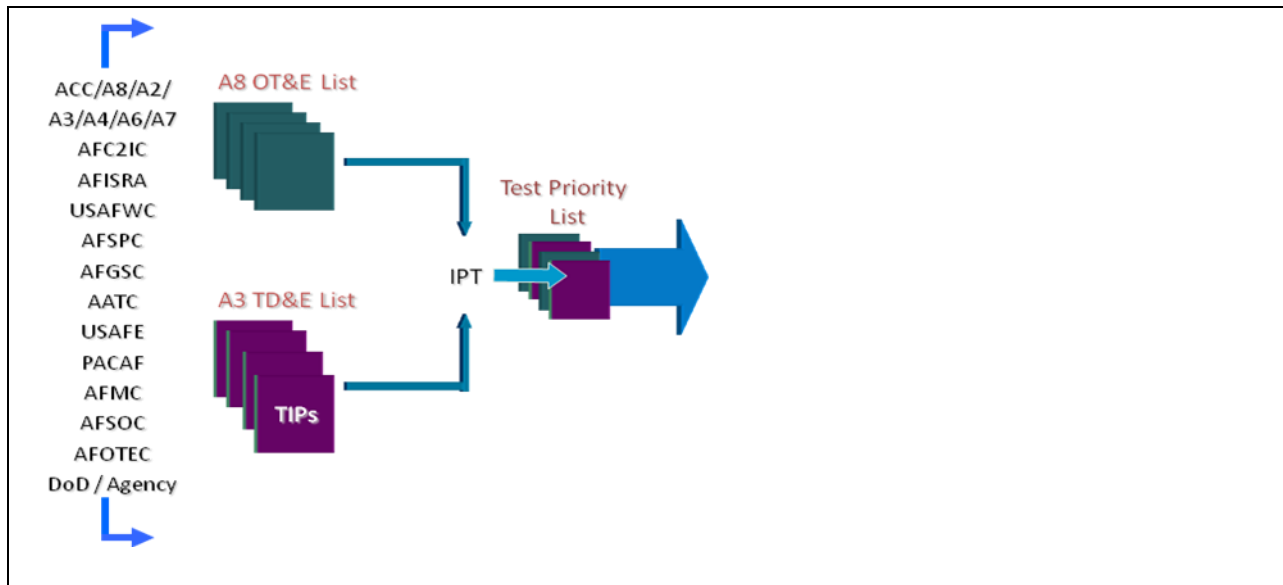 ACC/A8/A2/
A3/A4/A6/A7
AFC2IC
AFISRA
USAFWC
AFSPC
AFGSC
AATC
USAFE
PACAF
AFMC
AFSOC
AFOTEC
DoD / Agency
A8 OT&E List
A3 TD&E List
TIPs
IPT
Test Priority
List